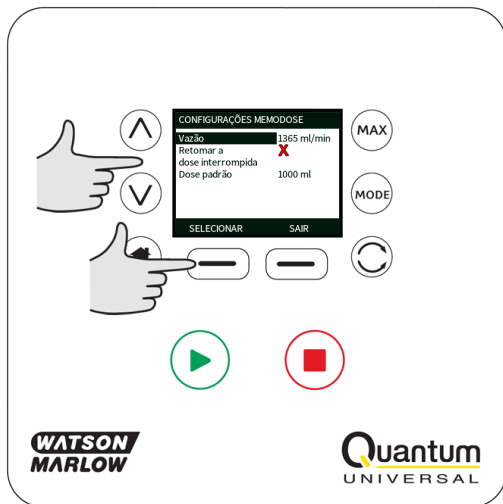 CONFIGURAÇÕES MEMODOSE
Vazão 1365 ml/min
Retomar a X
dose interrompida
Dose padrão 1000 ml
SELECIONAR SAIR
MAX
MODE
WATSON
MARLOW
Quantum
UNIVERSAL